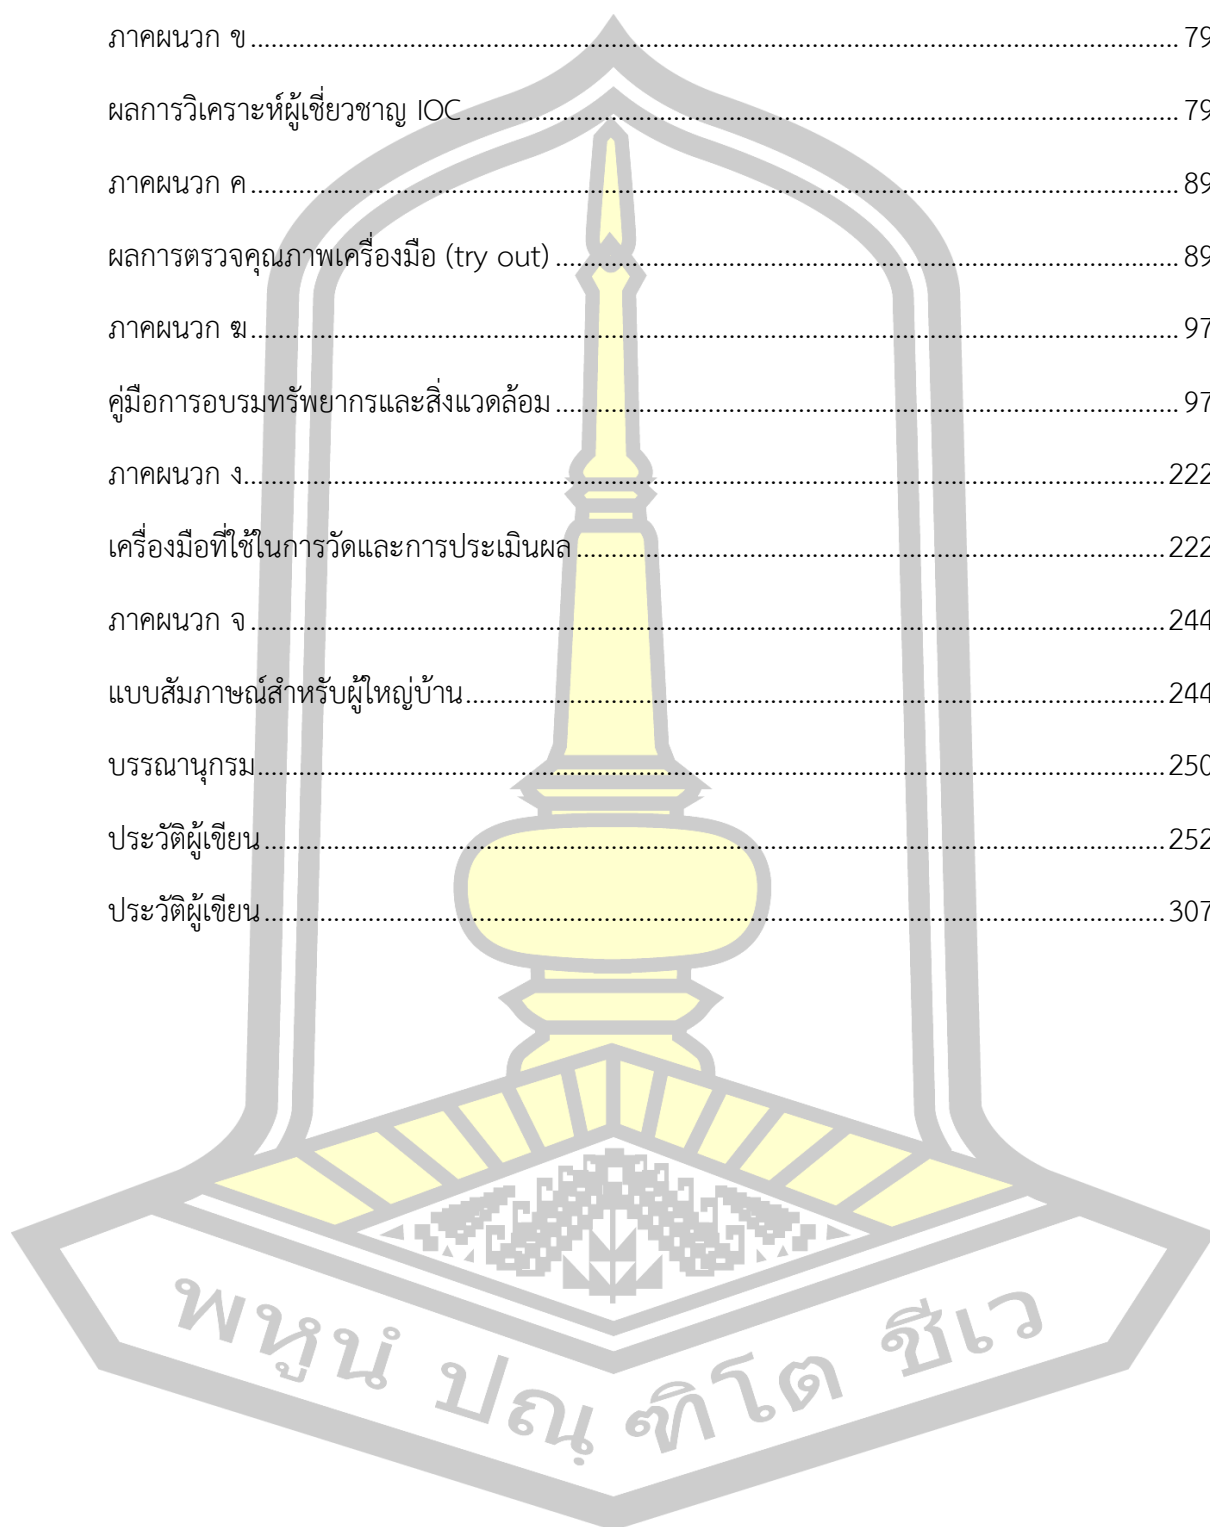 ภาคผนวก ข ........................................................................................................................................ 79
ผลการวิเคราะห์ผู้เชี่ยวชาญ IOC ........................................................................................................ 79
ภาคผนวก ค ........................................................................................................................................ 89
ผลการตรวจคุณภาพเครื่องมือ (try out) ........................................................................................... 89
ภาคผนวก ฆ ........................................................................................................................................ 97
คู่มือการอบรมทรัพยากรและสิ่งแวดล้อม ........................................................................................... 97
ภาคผนวก ง ...................................................................................................................................... 222
เครื่องมือที่ใช้ในการวัดและการประเมินผล ...................................................................................... 222
ภาคผนวก จ ...................................................................................................................................... 244
แบบสัมภาษณ์สำหรับผู้ใหญ่บ้าน ...................................................................................................... 244
บรรณานุกรม ..................................................................................................................................... 250
ประวัติผู้เขียน .................................................................................................................................... 252
ประวัติผู้เขียน .................................................................................................................................... 307
พหูนํ ปณฺฑิโต ชีเว